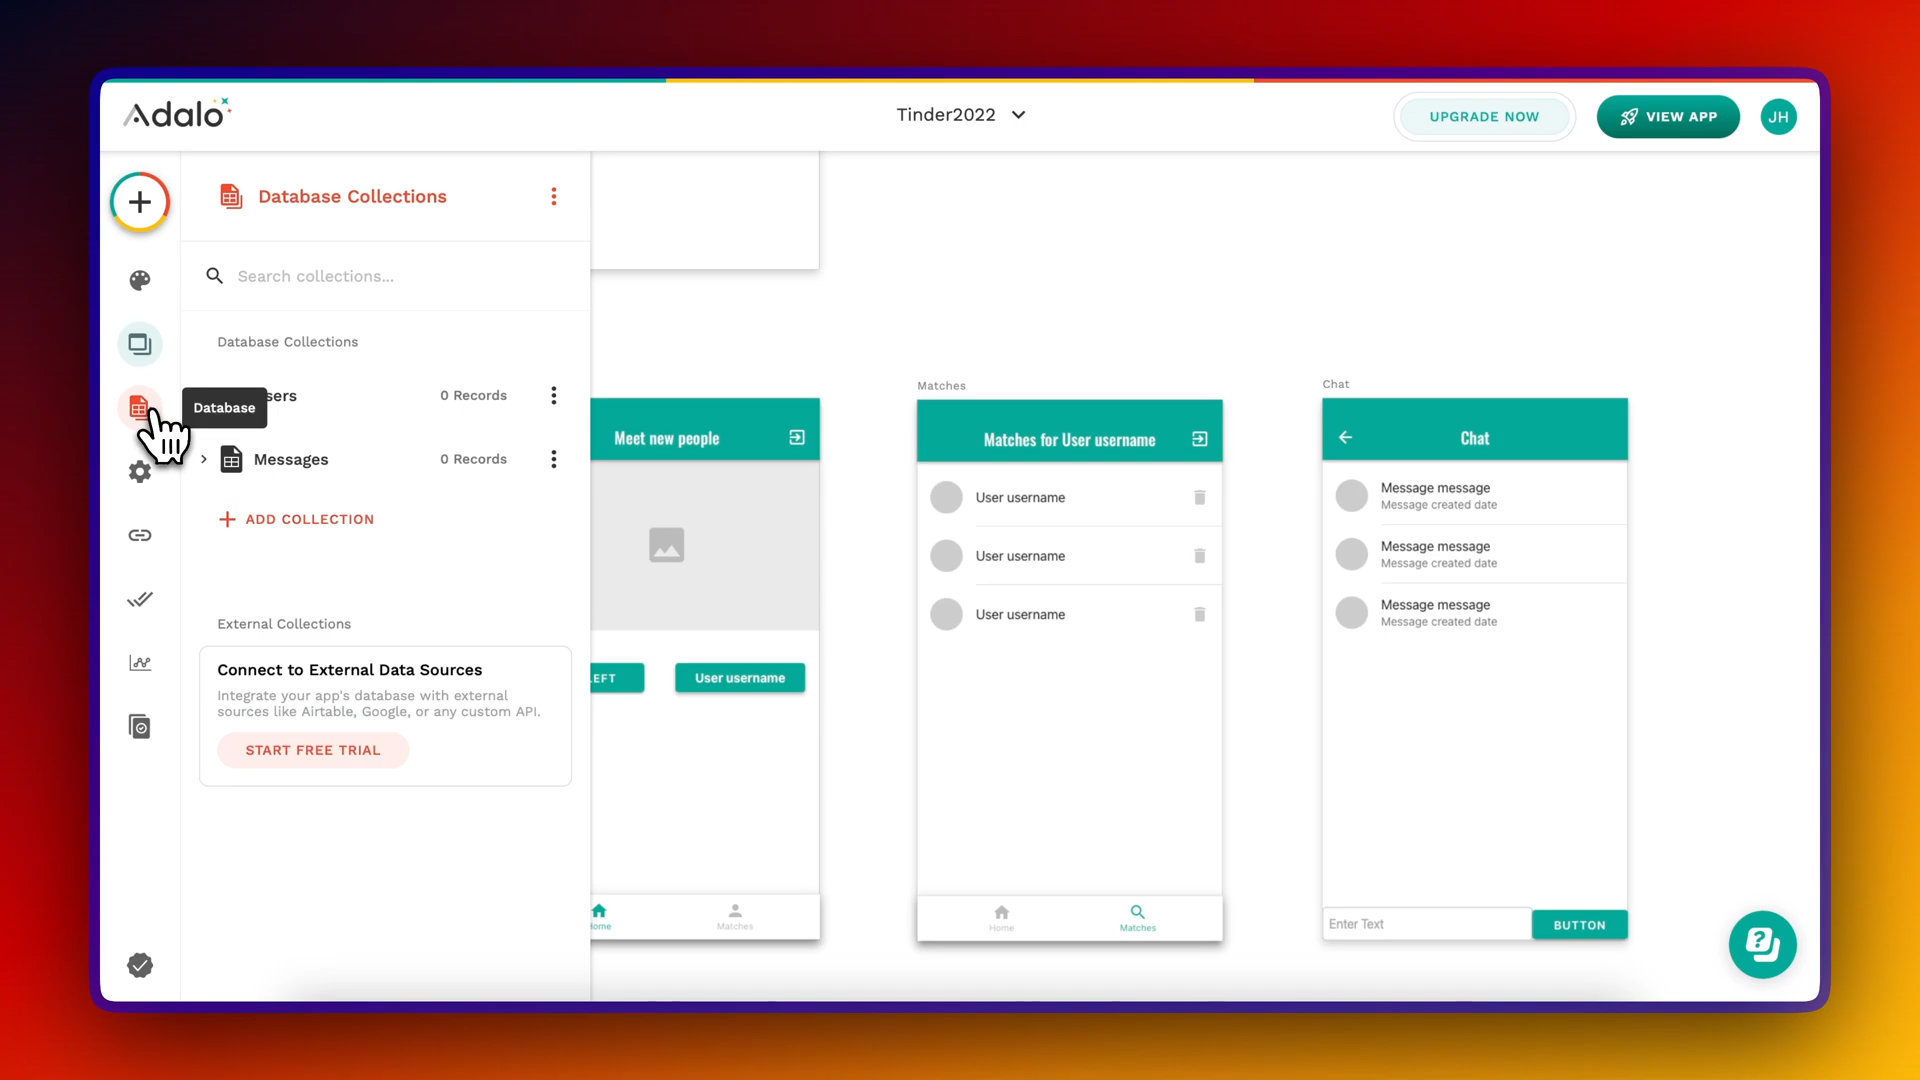 Adalo
Tinder2022
UPGRADE NOW
VIEW APP
JH
Database Collections
Search collections...
Database Collections
sers
0 Records
Database
Messages
0 Records
ADD COLLECTION
External Collections
Connect to External Data Sources
Integrate your app's database with external
sources like Airtable, Google, or any custom API.
START FREE TRIAL
Meet new people
LEFT
User username
Home
Matches
Matches
Matches for User username
User username
User username
User username
Home
Matches
Chat
Chat
Message message
Message created date
Message message
Message created date
Message message
Message created date
Enter Text
BUTTON